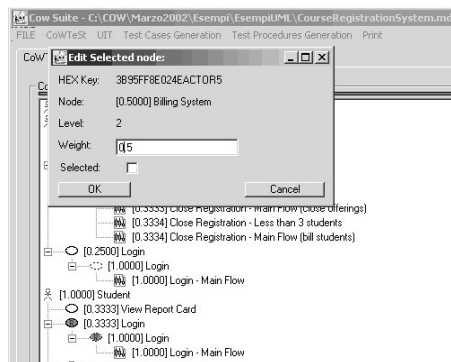 Cow Suite - C:\COW\Marzo2002\Esempi\EsempiUML\CourseRegistrationSystem.md
FILE CoWTeSt UIT Test Cases Generation Test Procedures Generation Print
CoWT
Edit Selected node:
Co
HEX Key: 3B95FF8E024EACTOR5
Node: [0.5000] Billing System
Level: 2
Weight: 0.5
Selected:
OK Cancel
[0.3333] Close Registration - Main Flow (close offerings)
[0.3334] Close Registration - Less than 3 students
[0.3334] Close Registration - Main Flow (bill students)
[0.2500] Login
[1.0000] Login
[1.0000] Login - Main Flow
[1.0000] Student
[0.3333] View Report Card
[0.3333] Login
[1.0000] Login
[1.0000] Login - Main Flow